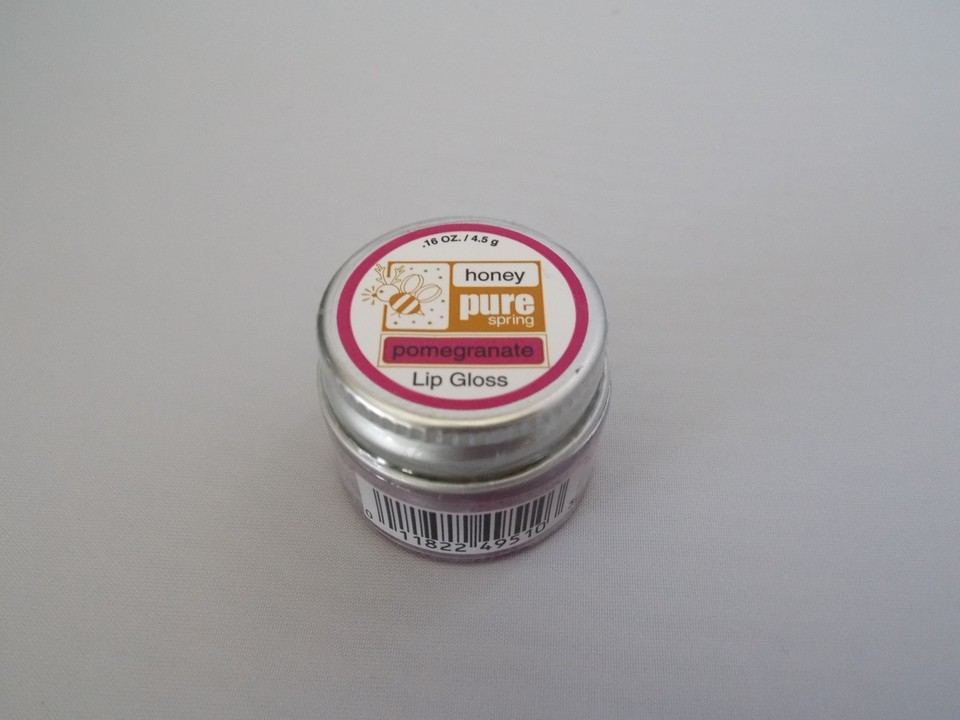 .16 OZ. / 4.5 g
honey
pure
spring
pomegranate
Lip Gloss
0 11822 49510